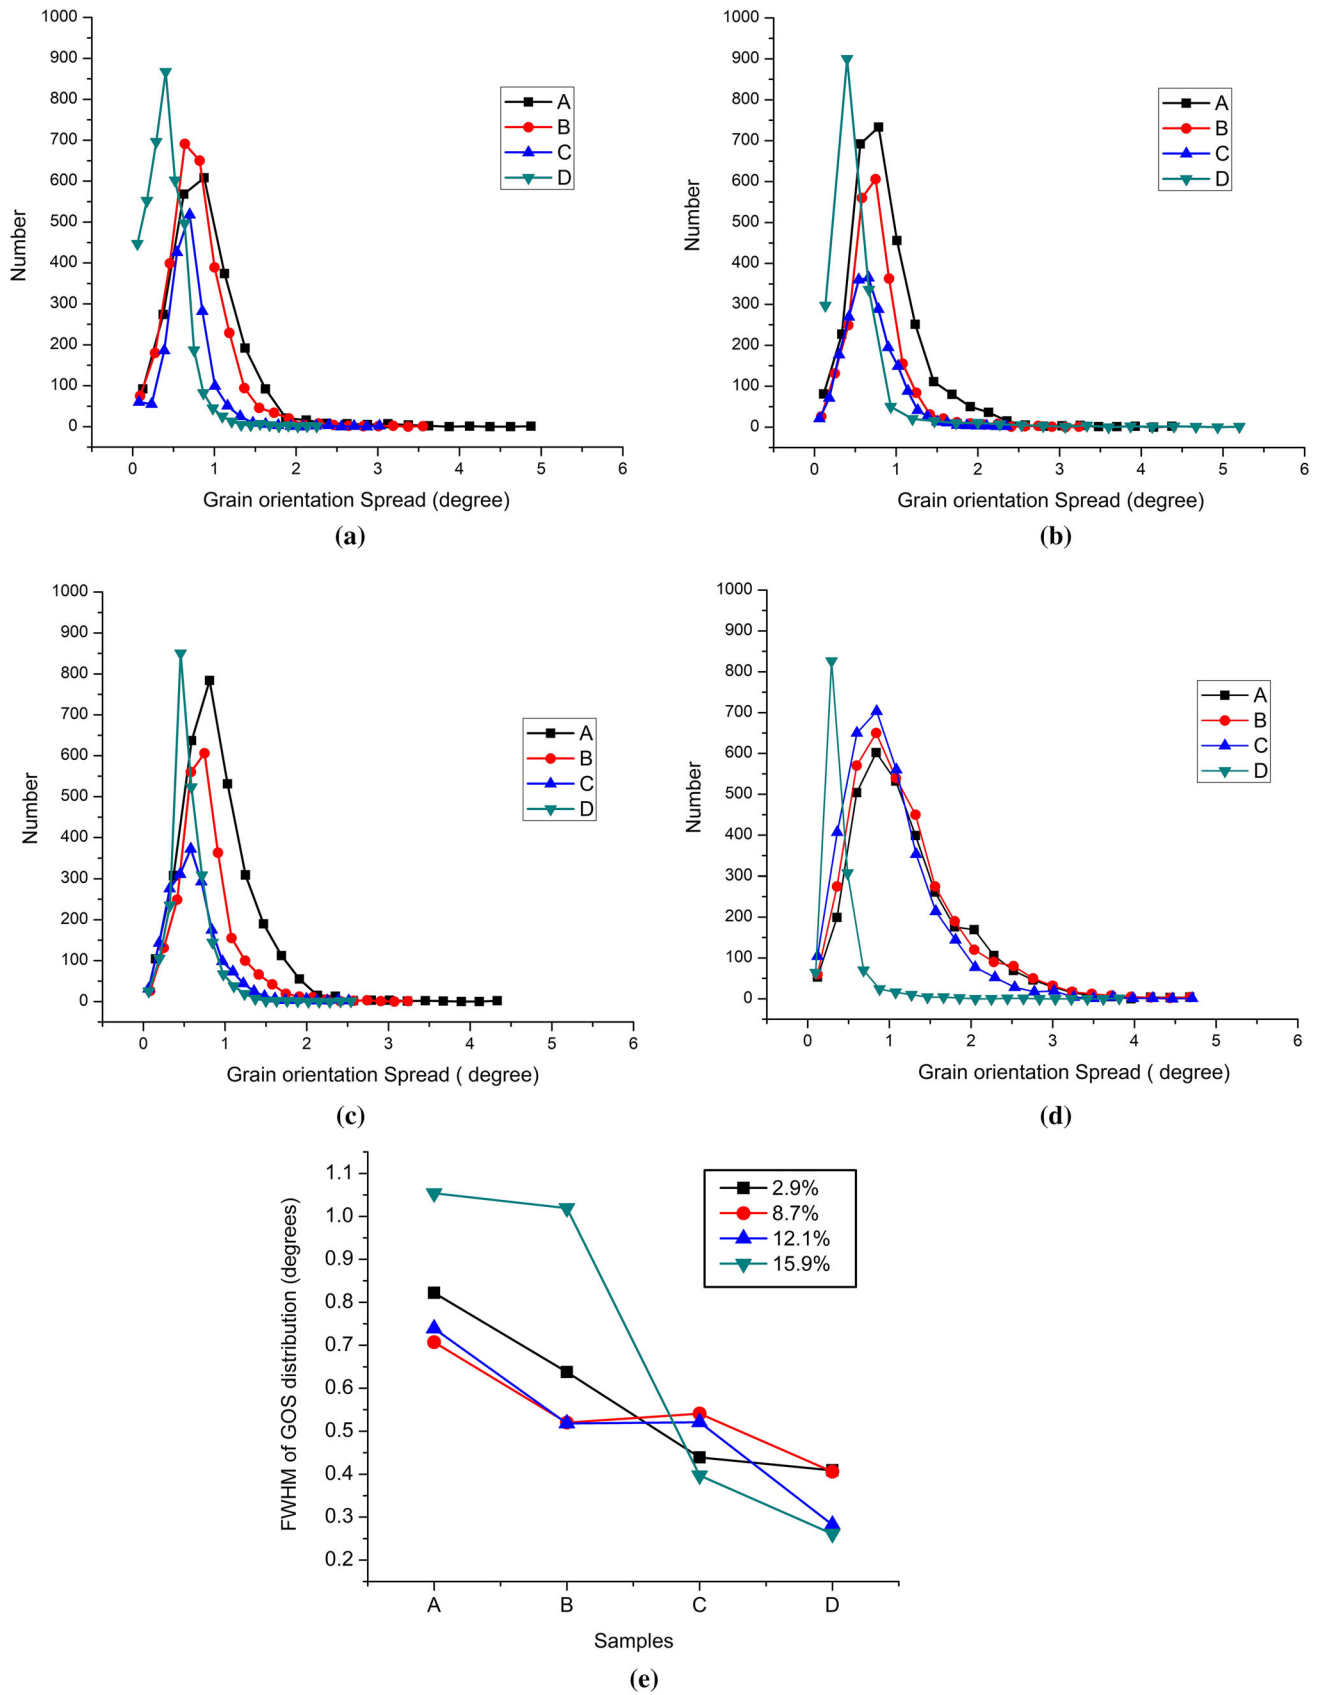 1000
900
800
700
600
500
400
300
200
100
0
Number
A
B
C
D
0 1 2 3 4 5 6
Grain orientation Spread (degree)
(a)
1000
900
800
700
600
500
400
300
200
100
0
Number
A
B
C
D
0 1 2 3 4 5 6
Grain orientation Spread (degree)
(b)
1000
900
800
700
600
500
400
300
200
100
0
Number
A
B
C
D
0 1 2 3 4 5 6
Grain orientation Spread ( degree)
(c)
1000
900
800
700
600
500
400
300
200
100
0
Number
A
B
C
D
0 1 2 3 4 5 6
Grain orientation Spread ( degree)
(d)
1.1
1.0
0.9
0.8
0.7
0.6
0.5
0.4
0.3
0.2
FWHM of GOS distribution (degrees)
2.9%
8.7%
12.1%
15.9%
A B C D
Samples
(e)